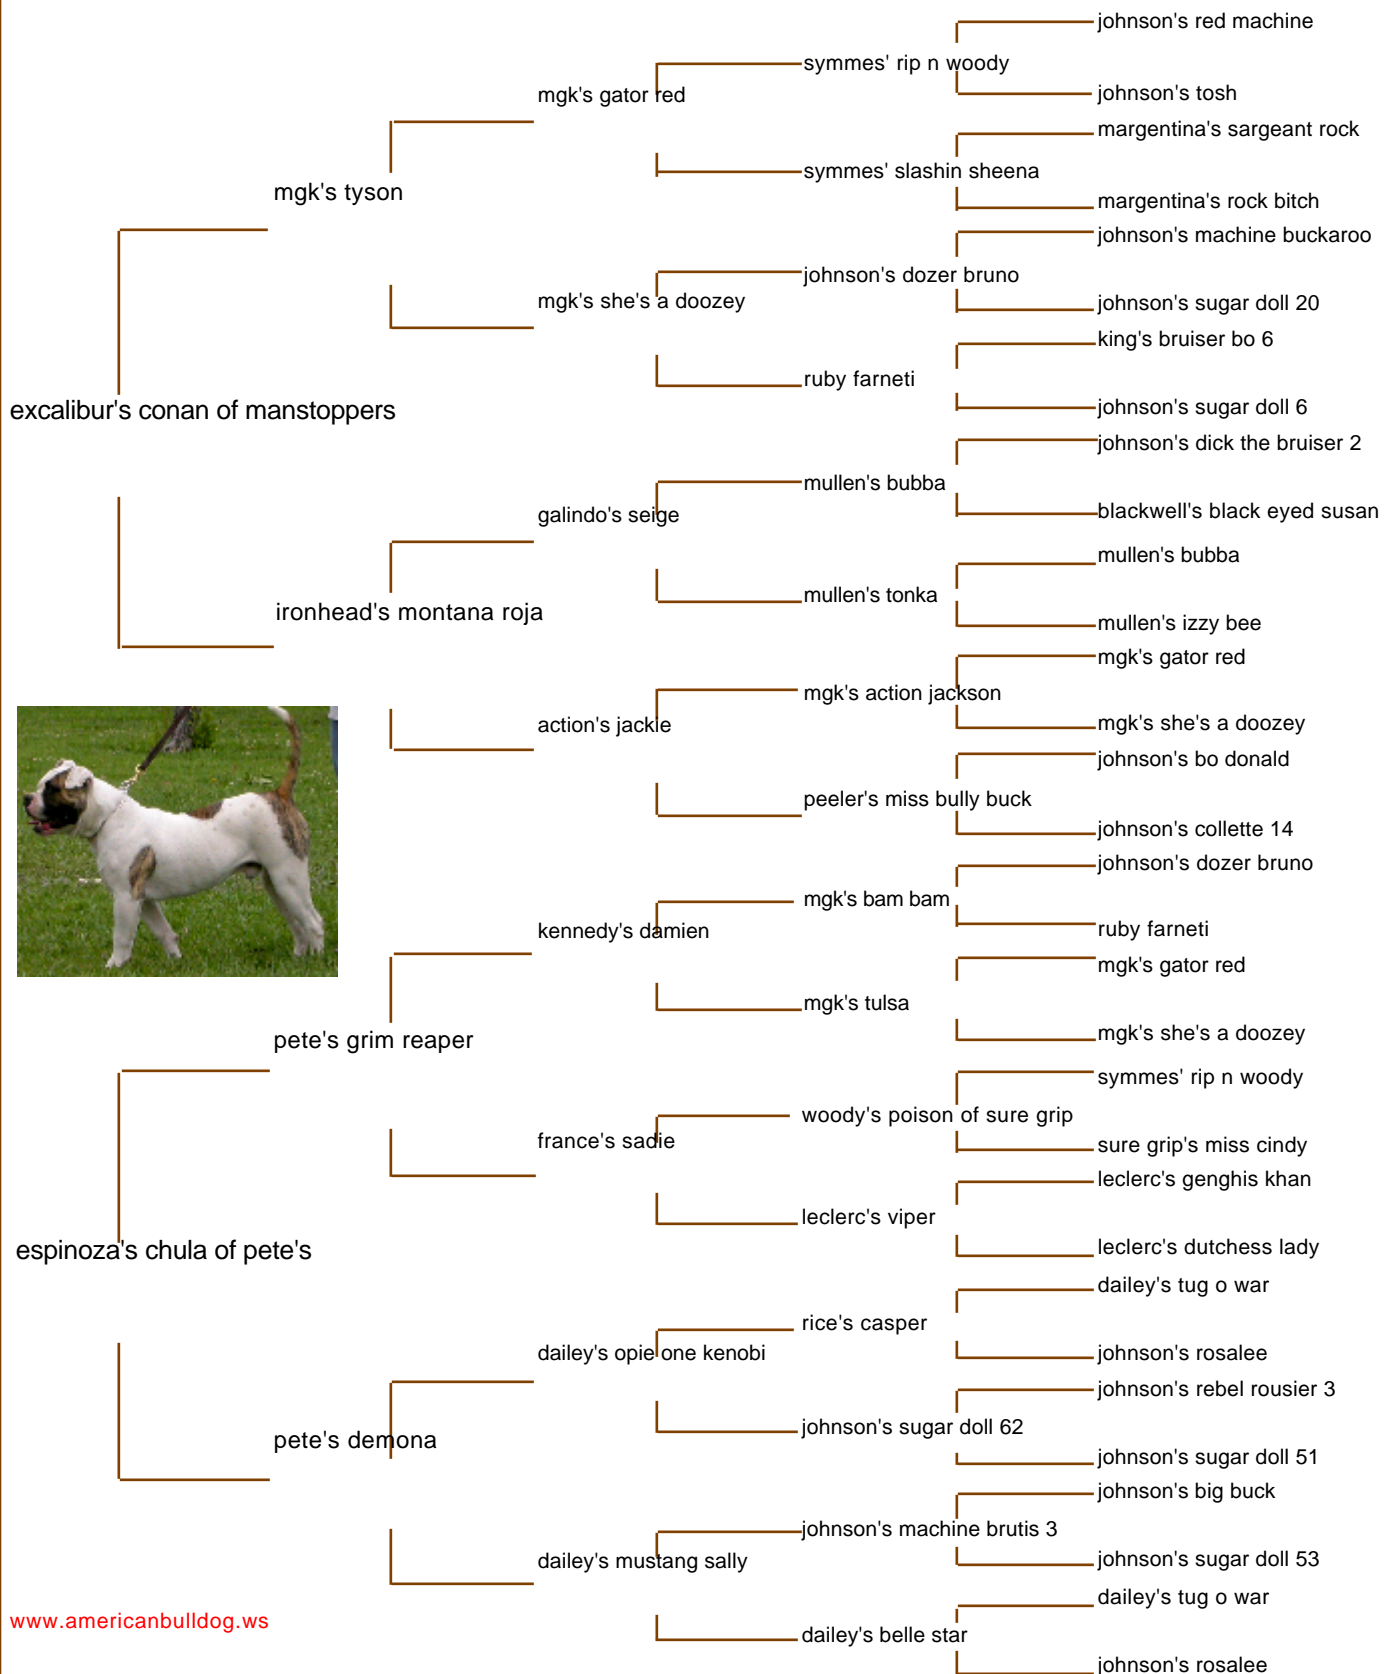 johnson's red machine
symmes' rip n woody
mgk's gator red
johnson's tosh
margentina's sargeant rock
symmes' slashin sheena
mgk's tyson
margentina's rock bitch
johnson's machine buckaroo
johnson's dozer bruno
mgk's she's a doozey
johnson's sugar doll 20
king's bruiser bo 6
ruby farneti
johnson's sugar doll 6
excalibur's conan of manstoppers
johnson's dick the bruiser 2
mullen's bubba
galindo's seige
blackwell's black eyed susan
mullen's bubba
mullen's tonka
ironhead's montana roja
mullen's izzy bee
mgk's gator red
mgk's action jackson
action's jackie
mgk's she's a doozey
johnson's bo donald
peeler's miss bully buck
johnson's collette 14
johnson's dozer bruno
mgk's bam bam
kennedy's damien
ruby farneti
mgk's gator red
mgk's tulsa
pete's grim reaper
mgk's she's a doozey
symmes' rip n woody
woody's poison of sure grip
france's sadie
sure grip's miss cindy
leclerc's genghis khan
leclerc's viper
espinoza's chula of pete's
leclerc's dutchess lady
dailey's tug o war
rice's casper
dailey's opie one kenobi
johnson's rosalee
johnson's rebel rousier 3
johnson's sugar doll 62
pete's demona
johnson's sugar doll 51
johnson's big buck
johnson's machine brutis 3
dailey's mustang sally
johnson's sugar doll 53
dailey's tug o war
www.americanbulldog.ws
dailey's belle star
johnson's rosalee